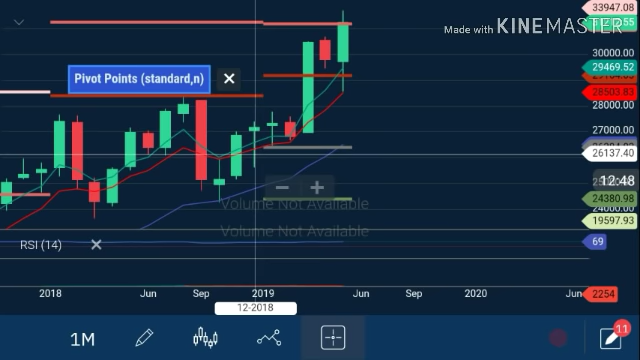 33947.08
Made with KINEMASTER
30000.00
Pivot Points (standard,n)
29469.52
28503.83
28000.00
27000.00
26137.40
12:48
24380.98
24000.00
19597.93
Volume Not Available
Volume Not Available
RSI (14)
69
2254
2018 Jun Sep 2019 Jun Sep 2020 Jun
12-2018
1M
11